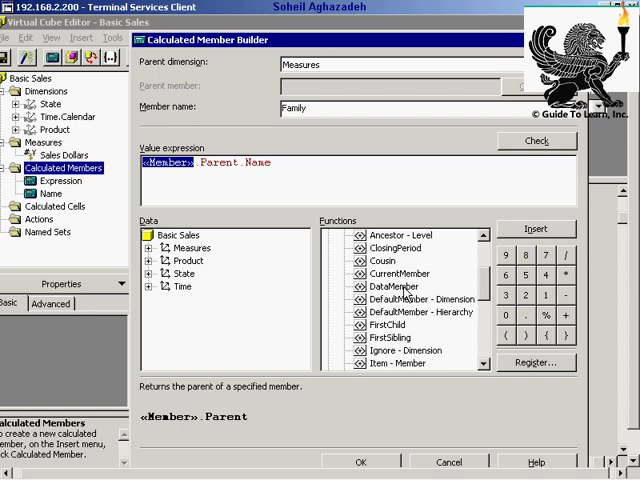 192.168.2.200 - Terminal Services Client
Soheil Aghazadeh
Virtual Cube Editor - Basic Sales
File Edit View Insert Tools
Calculated Member Builder
Parent dimension:
Measures
Parent member:
Member name:
Family
© Guide To Learn, Inc.
Value expression
Check
«Member».Parent.Name
Basic Sales
Dimensions
State
Time.Calendar
Product
Measures
Sales Dollars
Calculated Members
Expression
Name
Calculated Cells
Actions
Named Sets
Data
Functions
Basic Sales
Measures
Product
State
Time
Ancestor - Level
ClosingPeriod
Cousin
CurrentMember
DataMember
DefaultMember - Dimension
DefaultMember - Hierarchy
FirstChild
FirstSibling
Ignore - Dimension
Item - Member
Insert
9 8 7 /
6 5 4 *
3 2 1 -
0 . % +
( ) { }
Register...
Properties
Basic Advanced
Returns the parent of a specified member.
«Member».Parent
alculated Members
o create a new calculated
ember, on the Insert menu,
ck Calculated Member.
OK
Cancel
Help